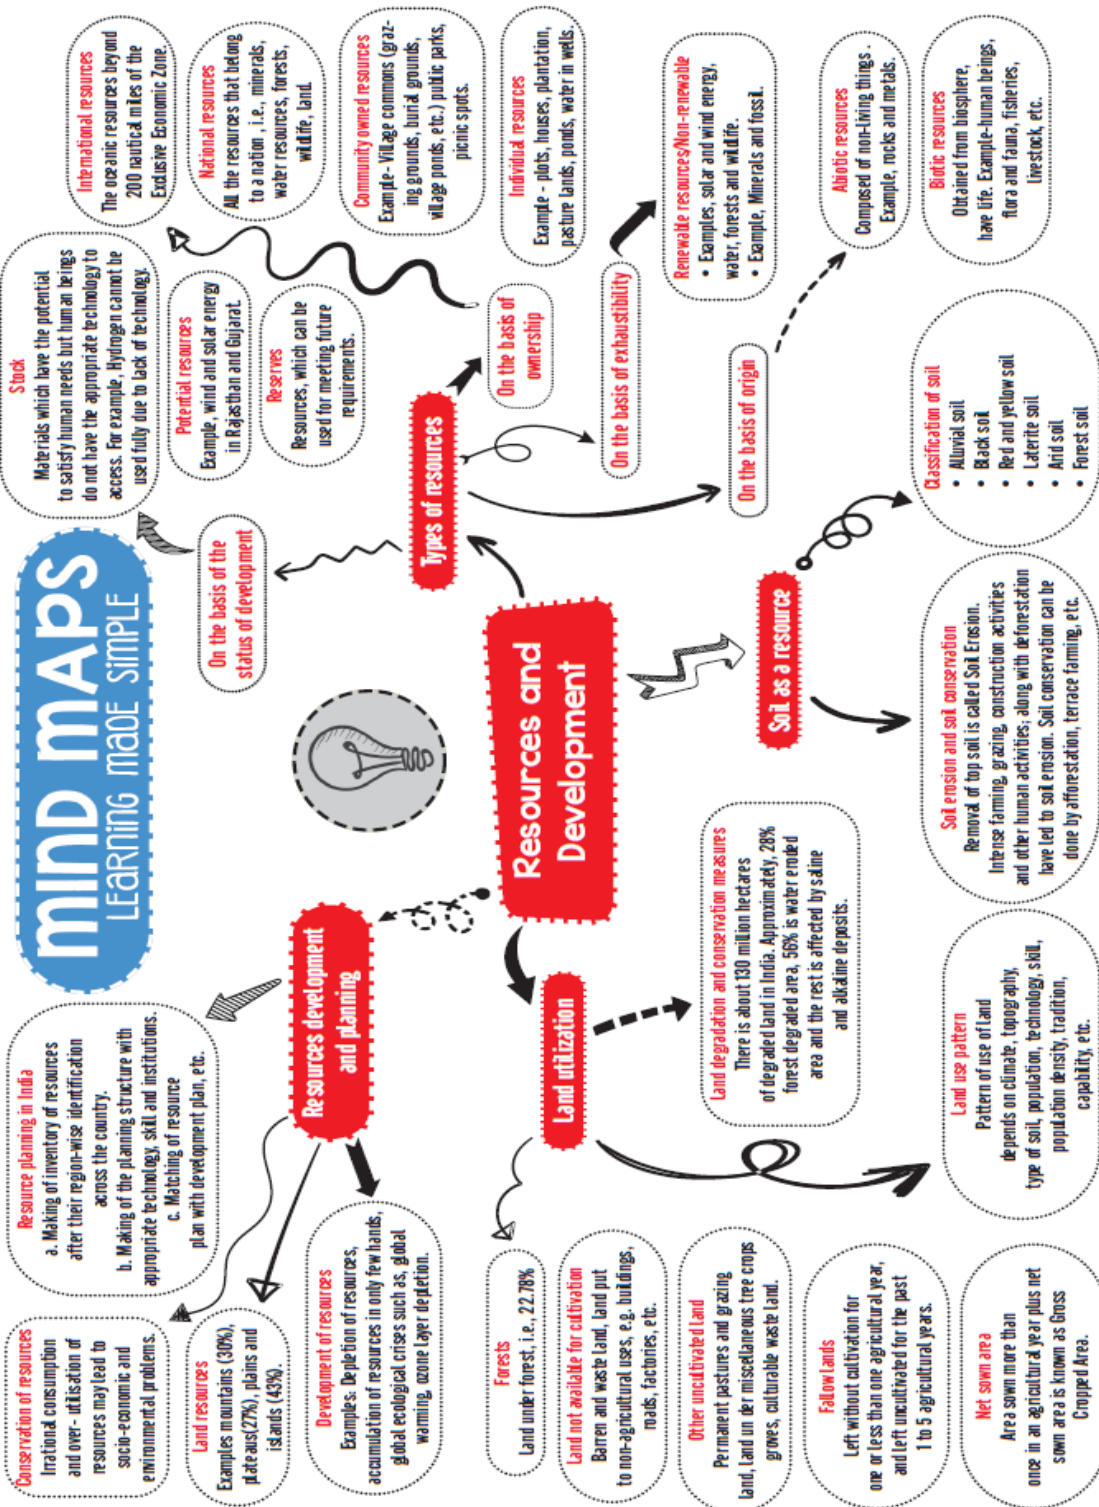 MIND MAPS
LEARNING MADE SIMPLE
Resources and
Development
Resources development
and planning
Resource planning in India
a. Making of inventory of resources
after their region-wise identification
across the country.
b. Making of the planning structure with
appropriate technology, skill and institutions.
c. Matching of resource
plan with development plan, etc.
Conservation of resources
Irrational consumption
and over- utilisation of
resources may lead to
socio-economic and
environmental problems.
Land resources
Examples mountains (30%),
plateaus(27%), plains and
islands (43%).
Development of resources
Examples: Depletion of resources,
accumulation of resources in only few hands,
global ecological crises such as, global
warming, ozone layer depletion.
Land utilization
Forests
Land under forest, i.e., 22.78%
Land not available for cultivation
Barren and waste land, land put
to non-agricultural uses, e.g. buildings,
roads, factories, etc.
Other uncultivated land
Permanent pastures and grazing
land, land un der miscellaneous tree crops
groves, culturable waste land.
Fallow lands
Left without cultivation for
one or less than one agricultural year,
and left uncultivated for the past
1 to 5 agricultural years.
Net sown area
Area sown more than
once in an agricultural year plus net
sown area is known as Gross
Cropped Area.
Land degradation and conservation measures
There is about 130 million hectares
of degraded land in India. Approximately, 28%
forest degraded area, 56% is water eroded
area and the rest is affected by saline
and alkaline deposits.
Land use pattern
Pattern of use of land
depends on climate, topography,
type of soil, population, technology, skill,
population density, tradition,
capability, etc.
Types of resources
On the basis of the
status of development
Stock
Materials which have the potential
to satisfy human needs but human beings
do not have the apropriate technology to
access. For example, Hydrogen cannot be
used fully due to lack of technology.
Potential resources
Example, wind and solar energy
in Rajasthan and Gujarat.
Reserves
Resources, which can be
used for meeting future
requirements.
On the basis of
ownership
International resources
The oceanic resources beyond
200 nautical miles of the
Exclusive Economic Zone.
National resources
All the resources that belong
to a nation , i.e., minerals,
water resources, forests,
wildlife, land.
Community owned resources
Example- Village commons (graz-
ing grounds, burial grounds,
village ponds, etc.) public parks,
picnic spots.
Individual resources
Example - plots, houses, plantation,
pasture lands, ponds, water in wells.
On the basis of exhaustibility
Renewable resources/Non-renewable
• Examples, solar and wind energy,
water, forests and wildlife.
• Example, Minerals and fossil.
On the basis of origin
Abiotic resources
Composed of non-living things .
Example, rocks and metals.
Biotic resources
Obtained from biosphere,
have life. Example-human beings,
flora and fauna, fisheries,
livestock, etc.
Soil as a resource
Classification of soil
• Alluvial soil
• Black soil
• Red and yellow soil
• Laterite soil
• Arid soil
• Forest soil
Soil erosion and soil conservation
Removal of top soil is called Soil Erosion.
Intense farming, grazing, construction activities
and other human activities; along with deforestation
have led to soil erosion. Soil conservation can be
done by afforestation, terrace farming, etc.